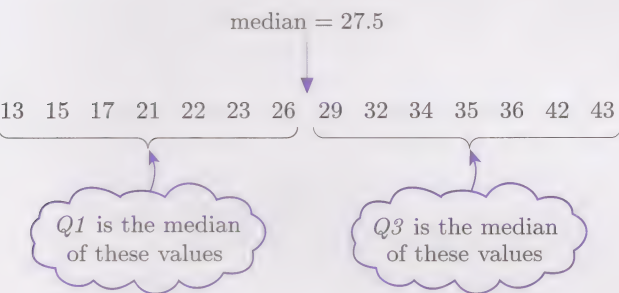 median = 27.5
13 15 17 21 22 23 26 29 32 34 35 36 42 43
Q1 is the median
of these values
Q3 is the median
of these values